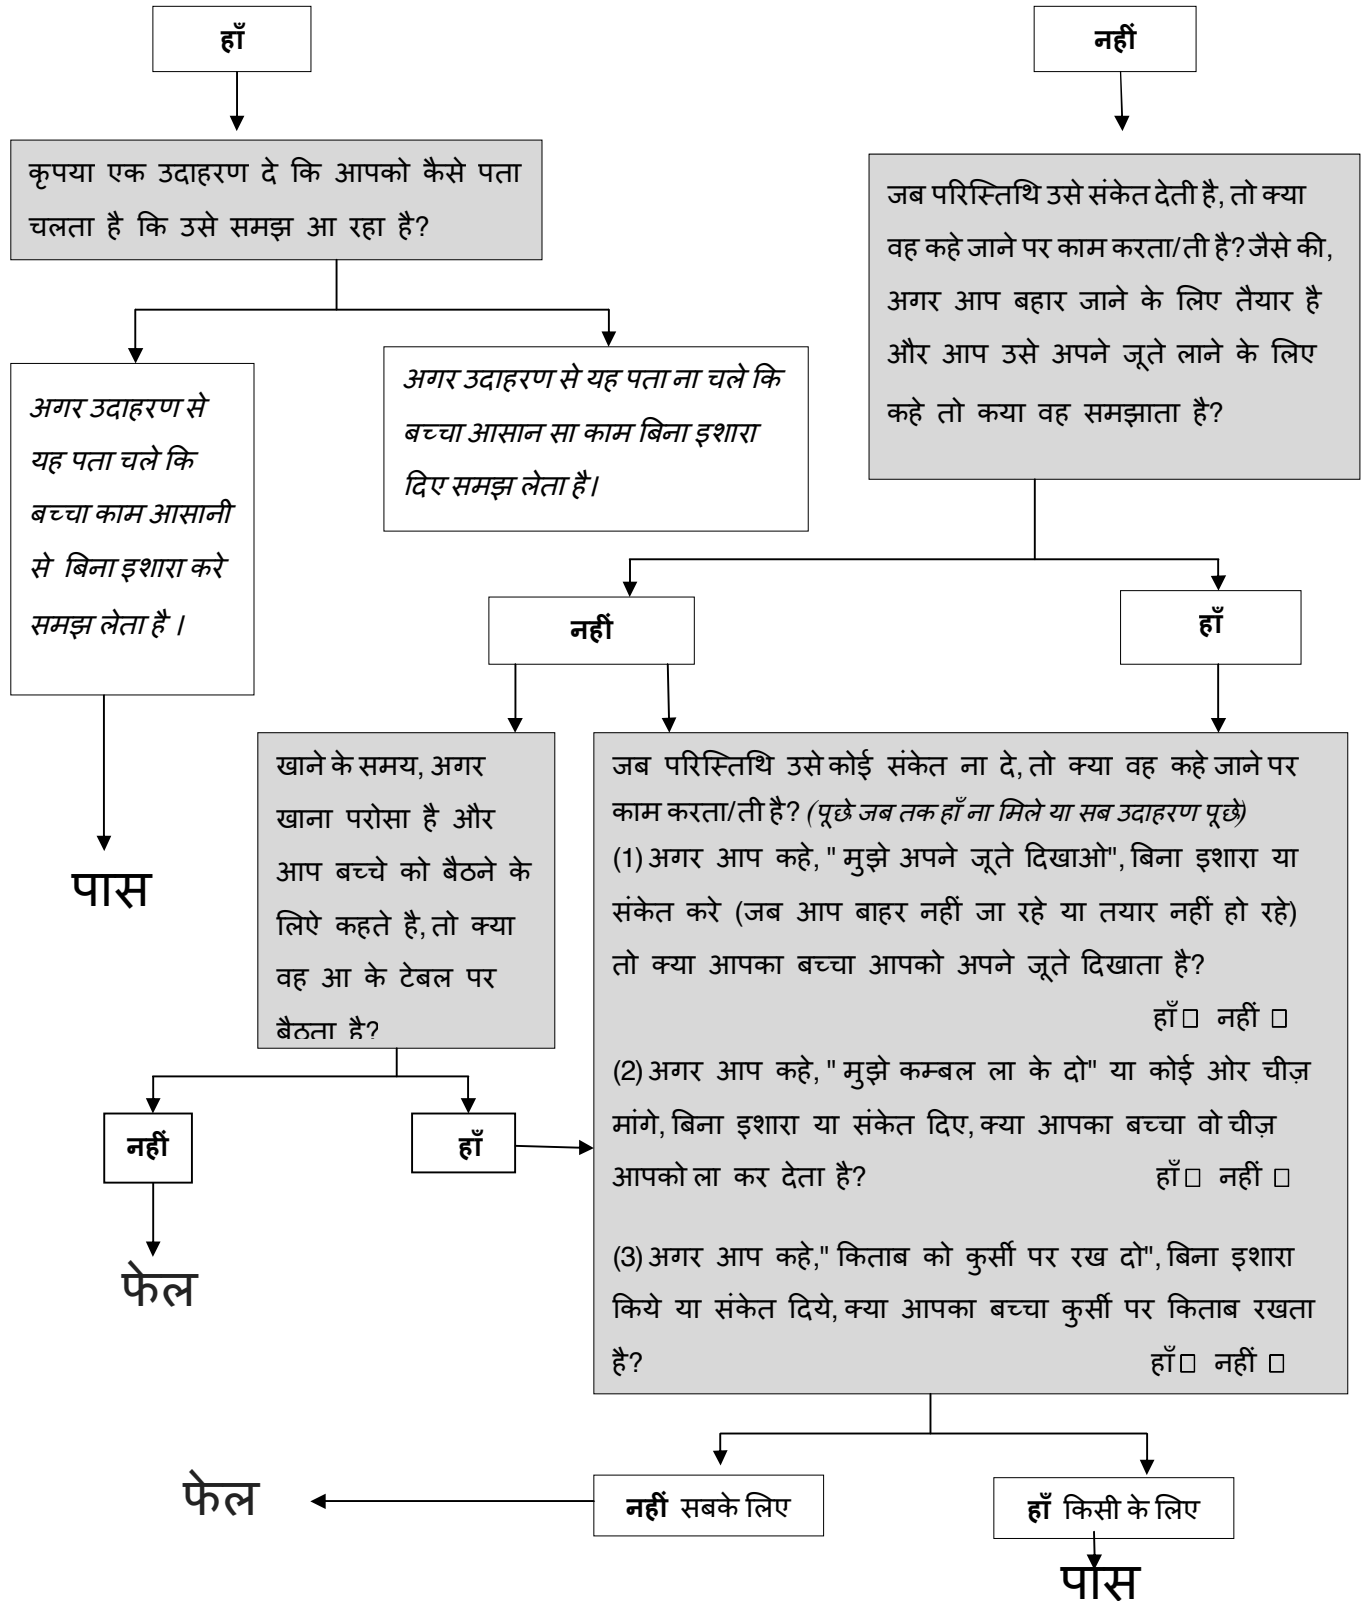 हाँ
नहीं
कृपया एक उदाहरण दे कि आपको कैसे पता
चलता है कि उसे समझ आ रहा है?
जब परिस्तिथि उसे संकेत देती है, तो क्या
वह कहे जाने पर काम करता/ती है? जैसे की,
अगर आप बहार जाने के लिए तैयार है
और आप उसे अपने जूते लाने के लिए
कहे तो कया वह समझाता है?
अगर उदाहरण से
यह पता चले कि
बच्चा काम आसानी
से बिना इशारा करे
समझ लेता है ।
अगर उदाहरण से यह पता ना चले कि
बच्चा आसान सा काम बिना इशारा
दिए समझ लेता है।
नहीं
हाँ
पास
खाने के समय, अगर
खाना परोसा है और
आप बच्चे को बैठने के
लिऐ कहते है, तो क्या
वह आ के टेबल पर
बैठता है?
जब परिस्तिथि उसे कोई संकेत ना दे, तो क्या वह कहे जाने पर
काम करता/ती है? (पूछे जब तक हाँ ना मिले या सब उदाहरण पूछे)
(1) अगर आप कहे, " मुझे अपने जूते दिखाओ", बिना इशारा या
संकेत करे (जब आप बाहर नहीं जा रहे या तयार नहीं हो रहे)
तो क्या आपका बच्चा आपको अपने जूते दिखाता है?
हाँ □ नहीं □
(2) अगर आप कहे, " मुझे कम्बल ला के दो" या कोई ओर चीज़
मांगे, बिना इशारा या संकेत दिए, क्या आपका बच्चा वो चीज़
आपको ला कर देता है? हाँ □ नहीं □
(3) अगर आप कहे," किताब को कुर्सी पर रख दो", बिना इशारा
किये या संकेत दिये, क्या आपका बच्चा कुर्सी पर किताब रखता
है? हाँ □ नहीं □
नहीं
हाँ
फेल
फेल
नहीं सबके लिए
हाँ किसी के लिए
पास